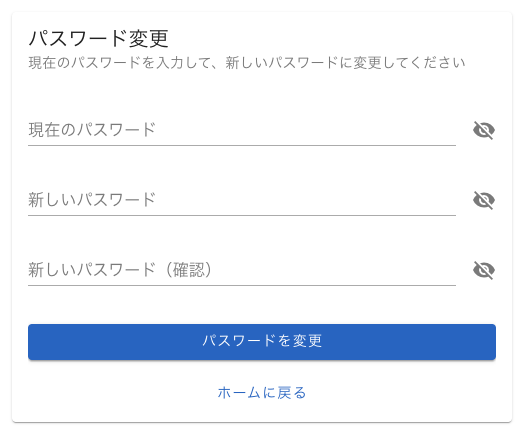 パスワード変更
現在のパスワードを入力して、新しいパスワードに変更してください
現在のパスワード
新しいパスワード
新しいパスワード（確認）
パスワードを変更
ホームに戻る